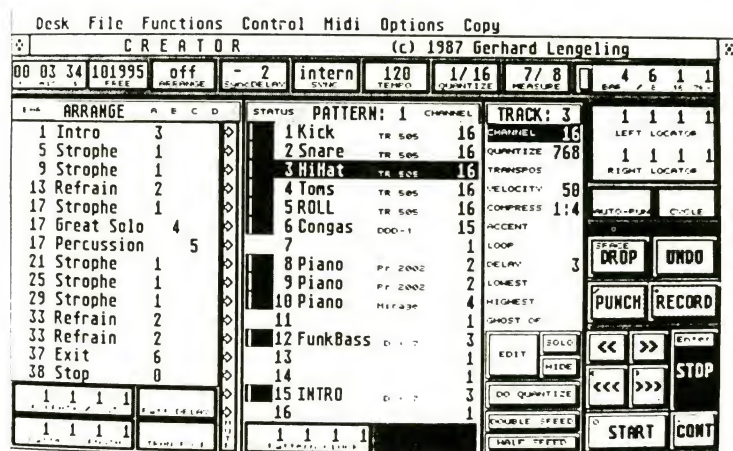 Desk File Functions Control Midi Options Copy
CREATOR (c) 1987 Gerhard Lengeling
00 03 34 101995 off - 2 intern 120 1/16 7/8 4 6 1 1
FREE ARRANGE SYNCDELAY SYNC TEMPO QUANTIZE MEASURE BAR
ARRANGE A B C D
1 Intro 3
5 Strophe 1
9 Strophe 1
13 Refrain 2
17 Strophe 1
17 Great Solo 4
17 Percussion 5
21 Strophe 1
25 Strophe 1
29 Strophe 1
33 Refrain 2
33 Refrain 2
37 Exit 6
38 Stop 0
1 1 1 1
1 1 1 1
STATUS PATTERN: 1 CHANNEL
1 Kick TR 505 16
2 Snare TR 505 16
3 HiHat TR 505 16
4 Toms TR 505 16
5 ROLL TR 505 16
6 Congas DDD-1 15
7 1
8 Piano Pr 2002 2
9 Piano Pr 2002 2
10 Piano Mirage 4
11 1
12 FunkBass 3
13 1
14 1
15 INTRO 3
16 1
1 1 1 1
TRACK: 3
CHANNEL 16
QUANTIZE 768
TRANSPOS
VELOCITY 50
COMPRESS 1:4
ACCENT
LOOP
DELAY 3
LOWEST
HIGHEST
GHOST OF
EDIT SOLO
HIDE
DO QUANTIZE
DOUBLE SPEED
HALF SPEED
1 1 1 1
LEFT LOCATOR
1 1 1 1
RIGHT LOCATOR
CYCLE
SPACE
DROP UNDO
PUNCH RECORD
<< >> Enter
<<< >>> STOP
START CONT